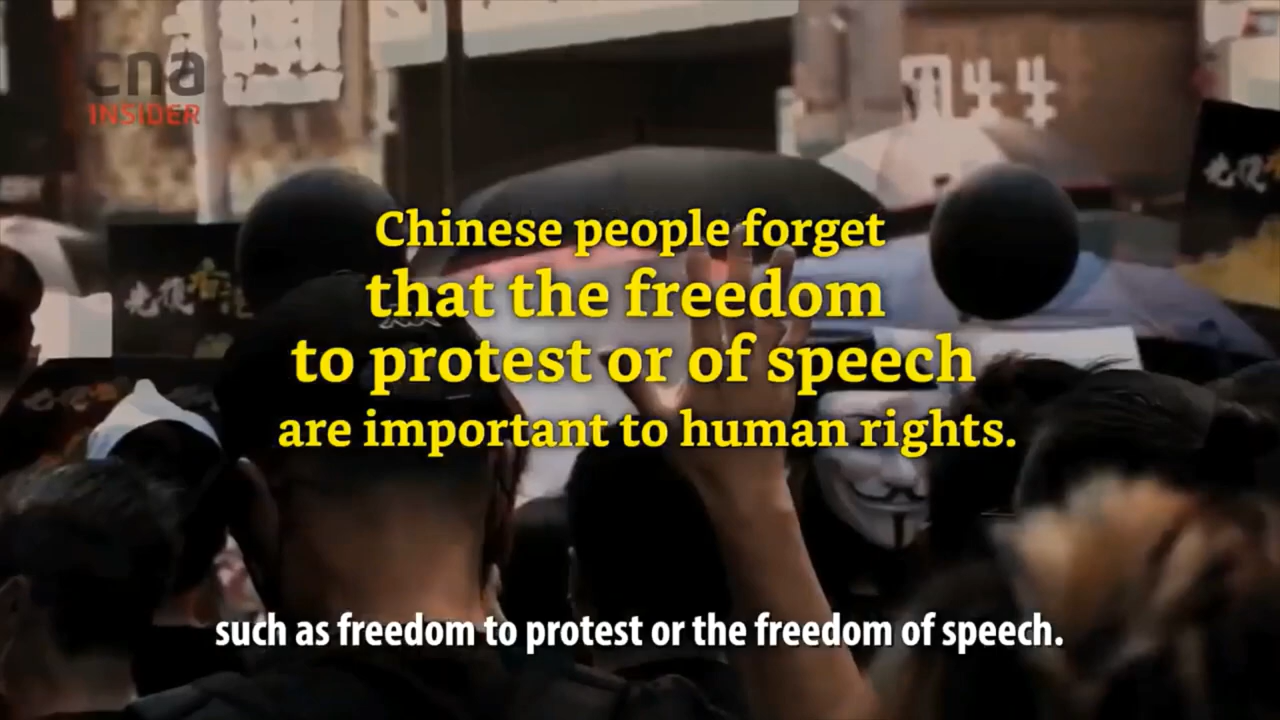 cna
INSIDER
Chinese people forget
that the freedom
to protest or of speech
are important to human rights.
such as freedom to protest or the freedom of speech.